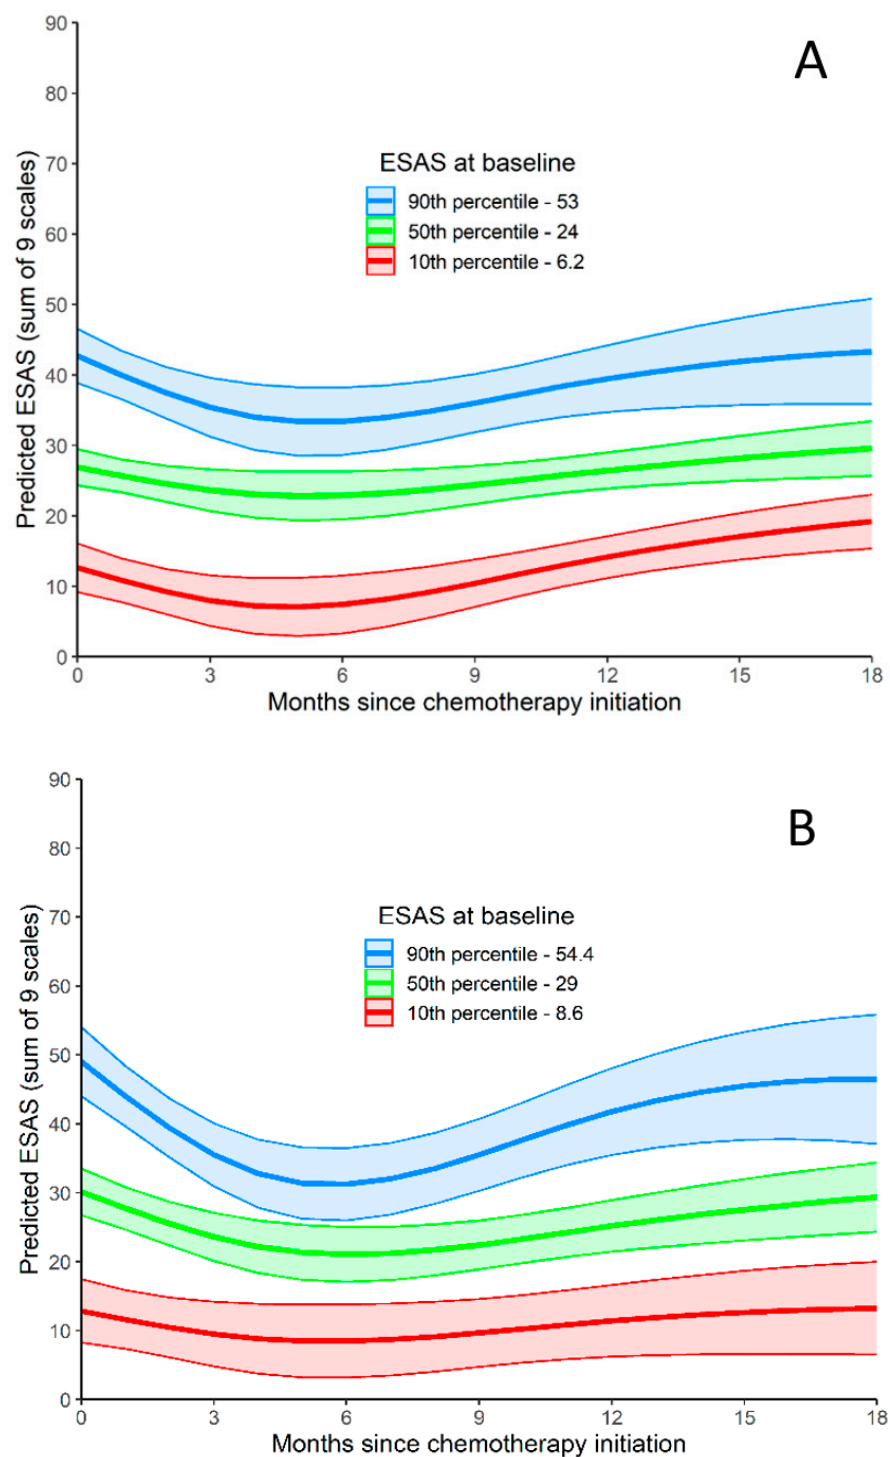 A
Predicted ESAS (sum of 9 scales)
90
80
70
60
50
40
30
20
10
0
ESAS at baseline
90th percentile - 53
50th percentile - 24
10th percentile - 6.2
0 3 6 9 12 15 18
Months since chemotherapy initiation
B
Predicted ESAS (sum of 9 scales)
90
80
70
60
50
40
30
20
10
0
ESAS at baseline
90th percentile - 54.4
50th percentile - 29
10th percentile - 8.6
0 3 6 9 12 15 18
Months since chemotherapy initiation